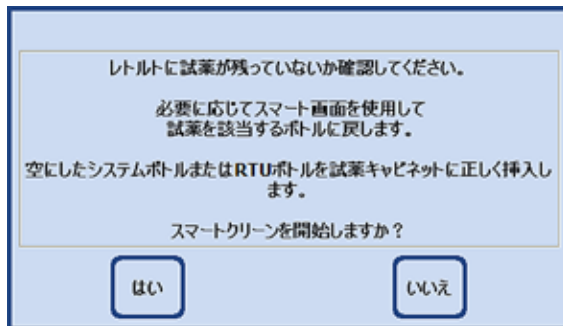 レトルトに試薬が残っていないか確認してください。
必要に応じてスマート画面を使用して
試薬を該当するボトルに戻します。
空にしたシステムボトルまたはRTUボトルを試薬キャビネットに正しく挿入し
ます。
スマートクリーンを開始しますか？
はい
いいえ